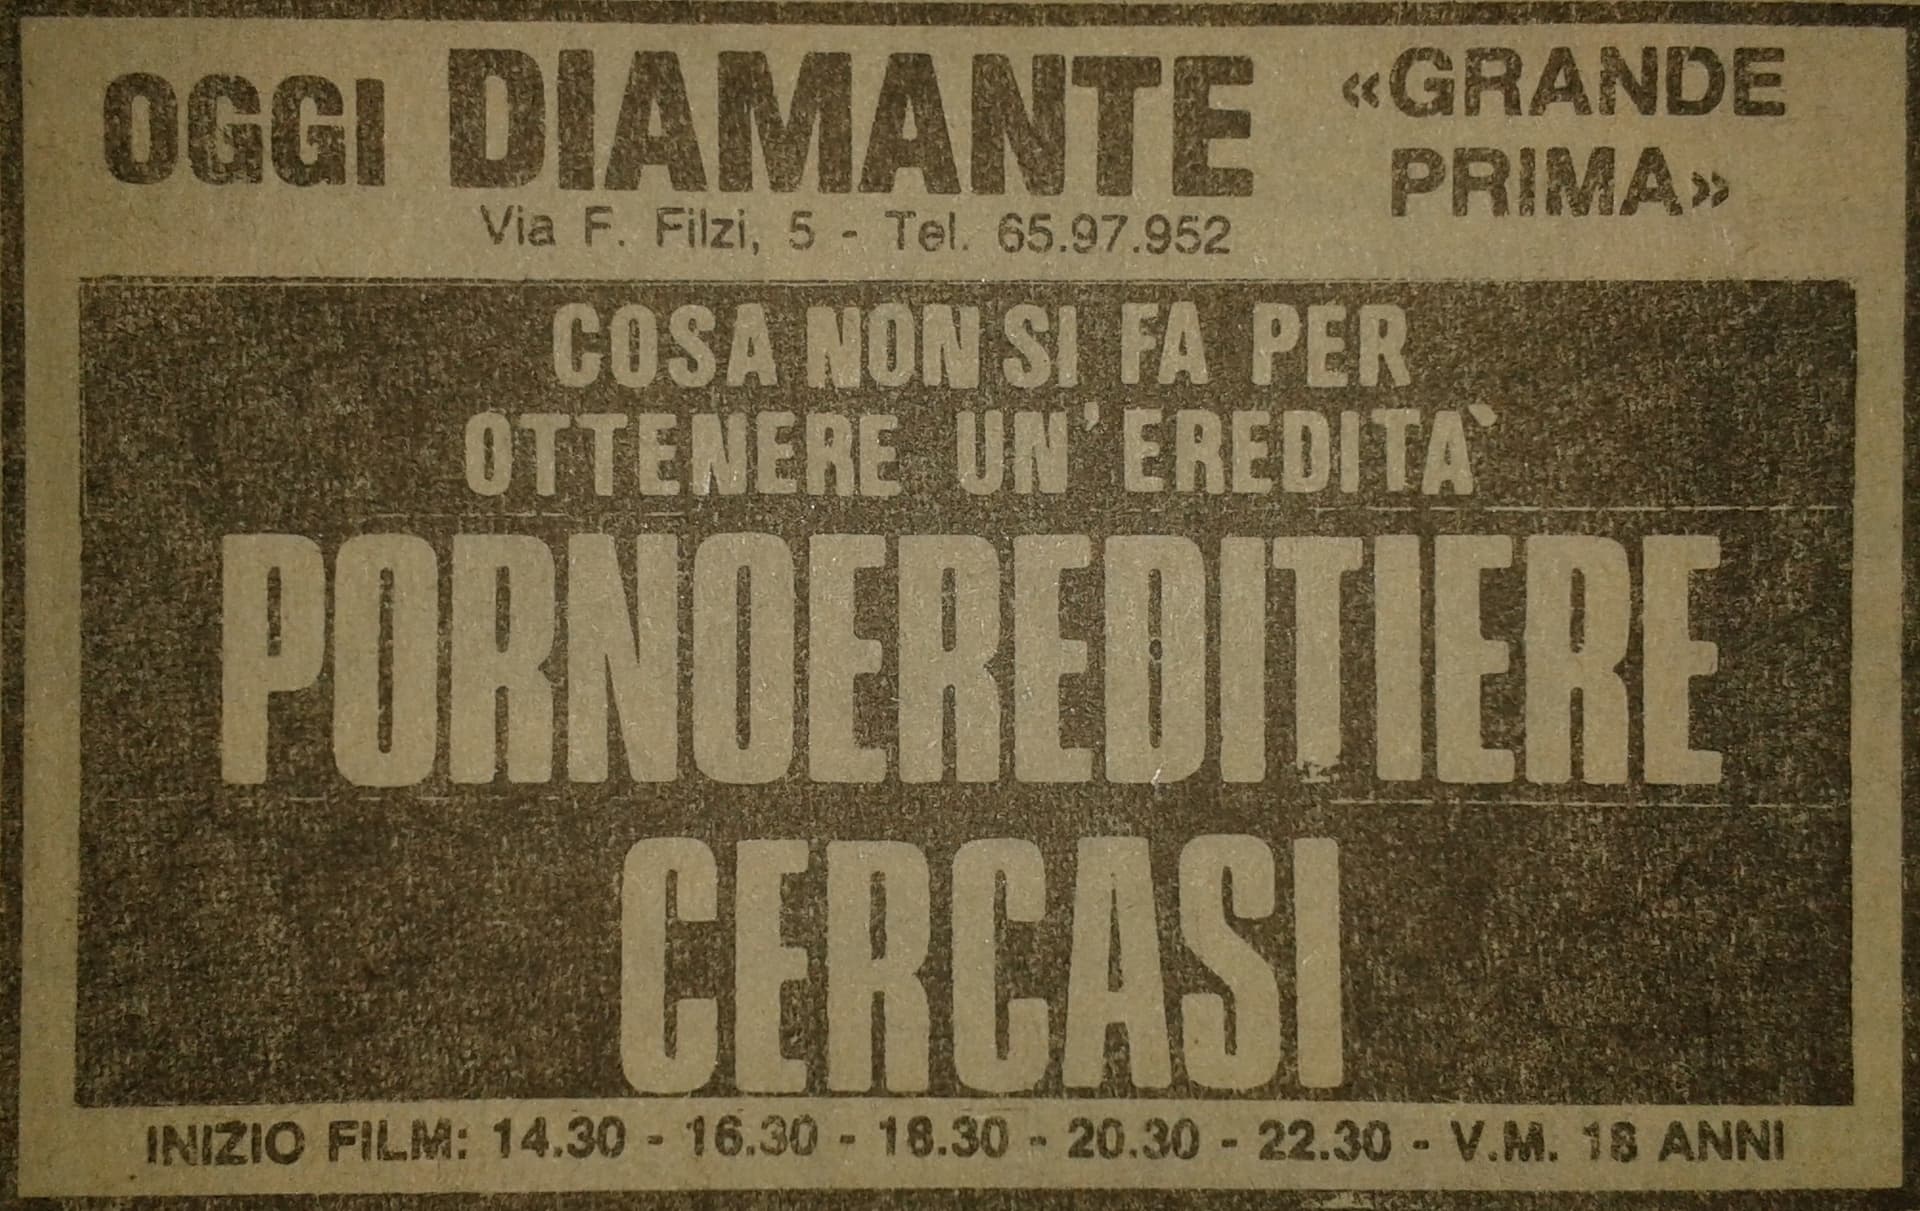 OGGI DIAMANTE «GRANDE
PRIMA»
Via F. Filzi, 5 - Tel. 65.97.952
COSA NON SI FA PER
OTTENERE UN'EREDITA`
PORNOEREDITIERE
CERCASI
INIZIO FILM: 14.30 - 16.30 - 18.30 - 20.30 - 22.30 - V.M. 18 ANNI